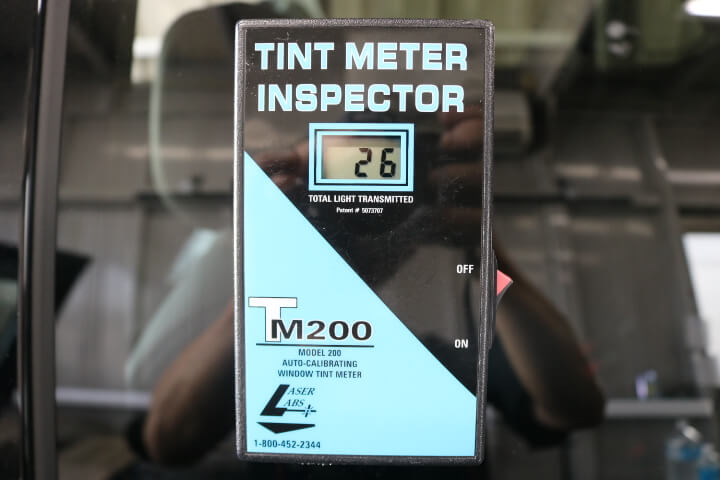 TINT METER
INSPECTOR
26
TOTAL LIGHT TRANSMITTED
Patent # 5073707
OFF
ON
TM200
MODEL 200
AUTO-CALIBRATING
WINDOW TINT METER
LASER
LABS
1-800-452-2344